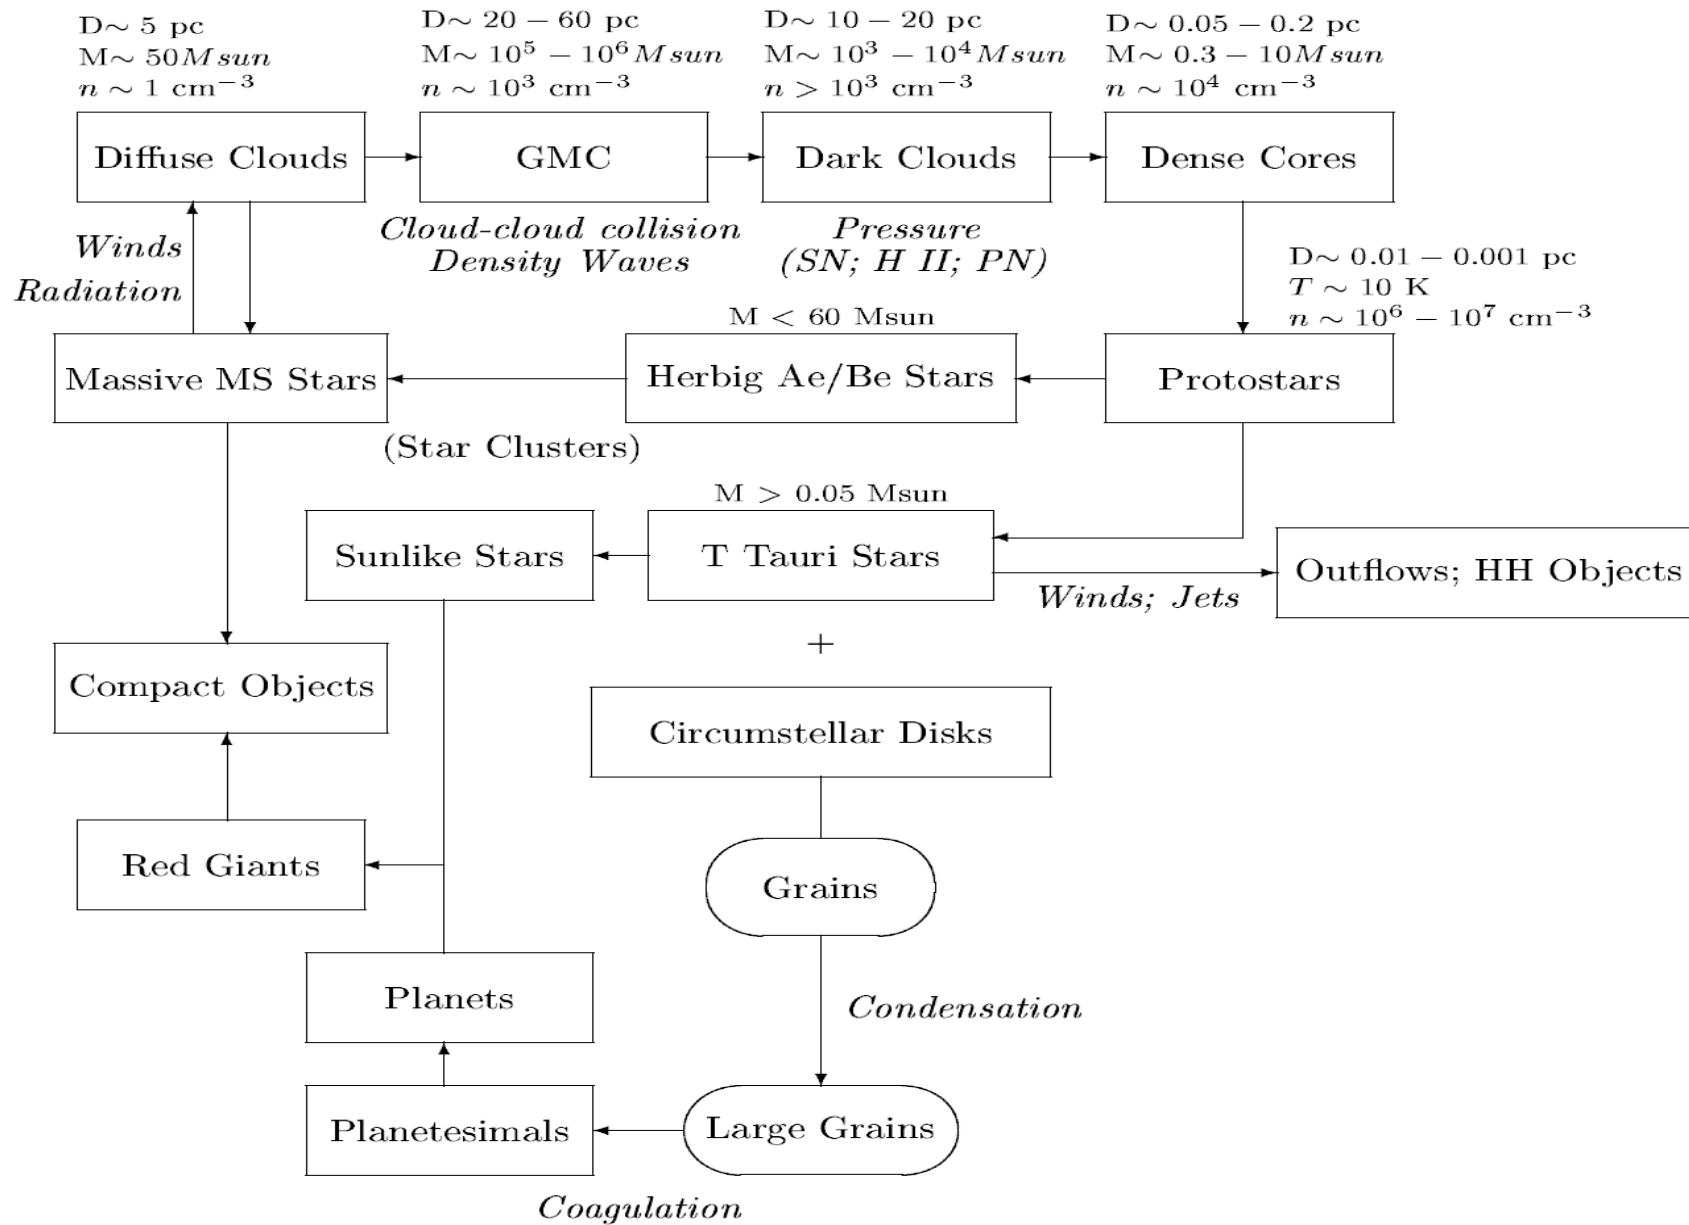 D∼ 5 pc
M∼ 50Msun
n ∼ 1 cm⁻³
D∼ 20 − 60 pc
M∼ 10⁵ − 10⁶Msun
n ∼ 10³ cm⁻³
D∼ 10 − 20 pc
M∼ 10³ − 10⁴Msun
n > 10³ cm⁻³
D∼ 0.05 − 0.2 pc
M∼ 0.3 − 10Msun
n ∼ 10⁴ cm⁻³
Diffuse Clouds
GMC
Dark Clouds
Dense Cores
Winds
Radiation
Cloud-cloud collision
Density Waves
Pressure
(SN; H II; PN)
D∼ 0.01 − 0.001 pc
T ∼ 10 K
n ∼ 10⁶ − 10⁷ cm⁻³
M < 60 Msun
Massive MS Stars
Herbig Ae/Be Stars
Protostars
(Star Clusters)
M > 0.05 Msun
Sunlike Stars
T Tauri Stars
Outflows; HH Objects
Winds; Jets
+
Compact Objects
Circumstellar Disks
Red Giants
Grains
Planets
Condensation
Planetesimals
Large Grains
Coagulation